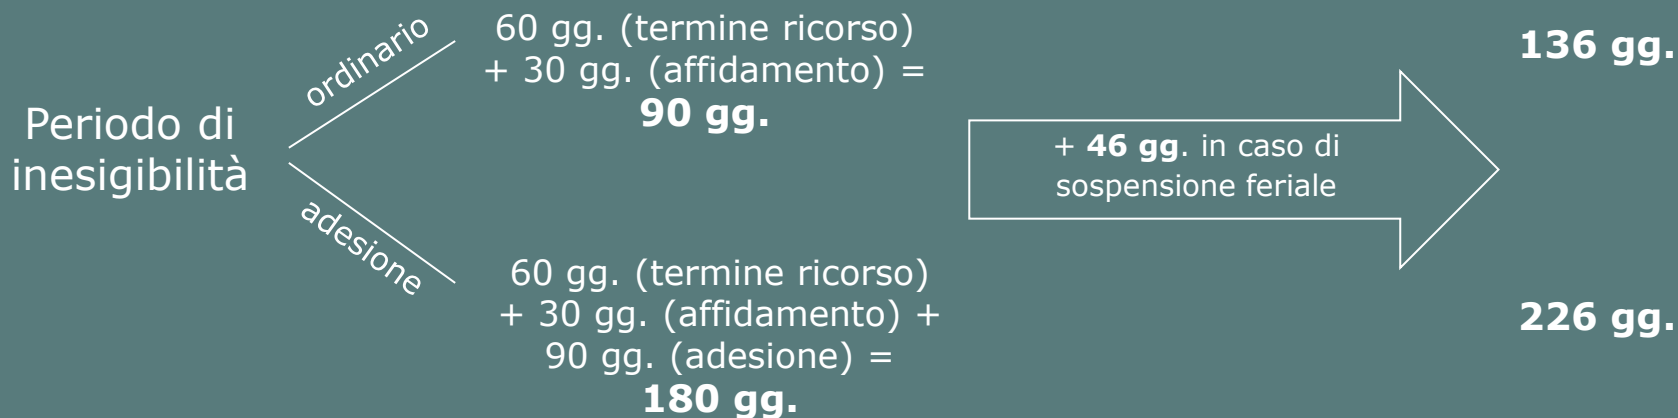 Periodo di
inesigibilità
ordinario
60 gg. (termine ricorso)
+ 30 gg. (affidamento) =
90 gg.
adesione
60 gg. (termine ricorso)
+ 30 gg. (affidamento) +
90 gg. (adesione) =
180 gg.
+ 46 gg. in caso di
sospensione feriale
136 gg.
226 gg.